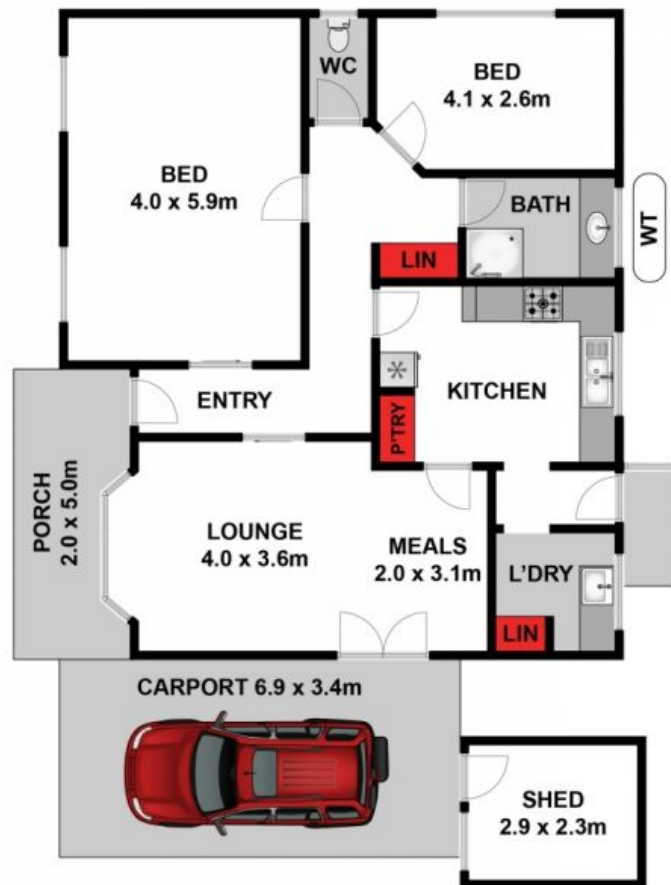 WC
BED
4.1 x 2.6m
BED
4.0 x 5.9m
BATH
WT
LIN
KITCHEN
ENTRY
P'TRY
PORCH
2.0 x 5.0m
LOUNGE
4.0 x 3.6m
MEALS
2.0 x 3.1m
L'DRY
LIN
CARPORT 6.9 x 3.4m
SHED
2.9 x 2.3m